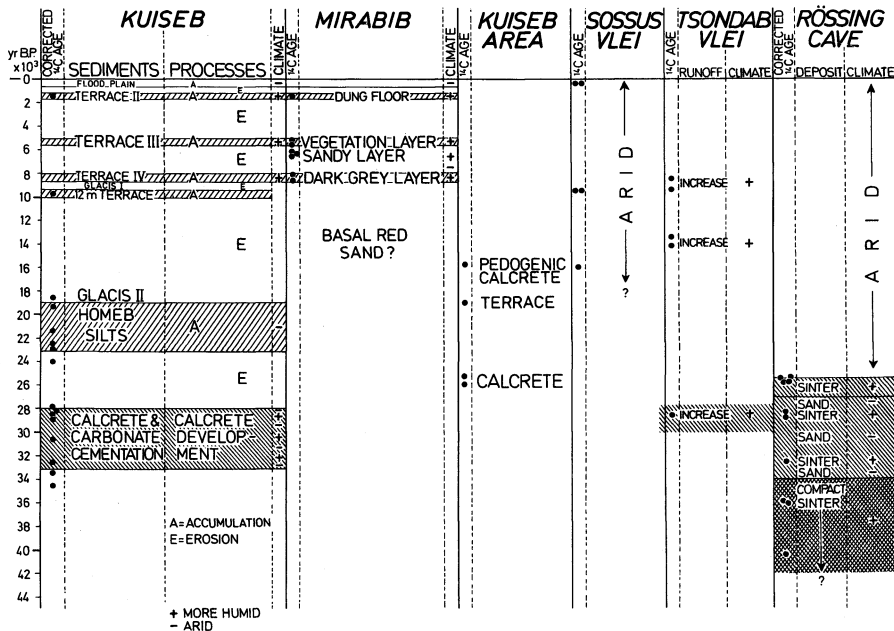 KUISEB
MIRABIB
KUISEB AREA
SOSSUS VLEI
TSONDAB VLEI
RÖSSING CAVE
yr B.P. ×10³
CORRECTED ¹⁴C AGE
SEDIMENTS
PROCESSES
CLIMATE
¹⁴C AGE
CLIMATE
¹⁴C AGE
¹⁴C AGE
¹⁴C AGE
RUNOFF
CLIMATE
CORRECTED ¹⁴C AGE
DEPOSIT
CLIMATE
0
2
4
6
8
10
12
14
16
18
20
22
24
26
28
30
32
34
36
38
40
42
44
FLOOD PLAIN A –
E
TERRACE II A +
E
TERRACE III A +
E
TERRACE IV A +
GLACIS I E
12 m TERRACE A
E
GLACIS II
HOMEB
SILTS
A –
E
CALCRETE & CALCRETE
CARBONATE DEVELOP-
CEMENTATION MENT
+
–
+
–
+
–
+
A=ACCUMULATION
E=EROSION
+ MORE HUMID
– ARID
–
DUNG FLOOR +
VEGETATION LAYER
SANDY LAYER +
–
DARK GREY LAYER +
BASAL RED
SAND ?
PEDOGENIC
CALCRETE
TERRACE
CALCRETE
ARID
?
INCREASE +
INCREASE +
INCREASE +
ARID
SINTER +
SAND –
SINTER +
SAND –
SINTER +
SAND –
COMPACT
SINTER
+
?